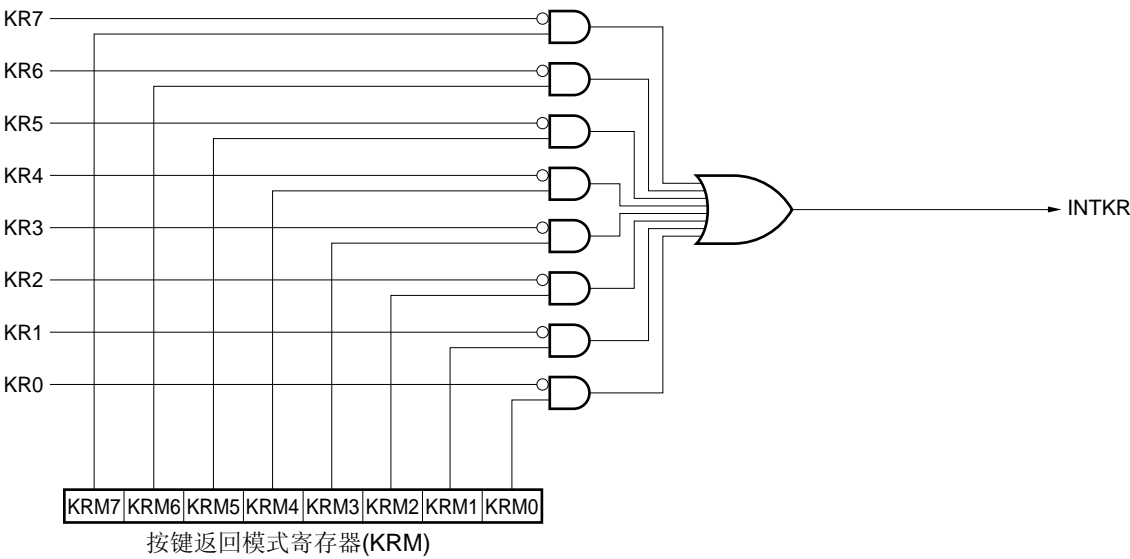 KR7
KR6
KR5
KR4
KR3
KR2
KR1
KR0
INTKR
KRM7 KRM6 KRM5 KRM4 KRM3 KRM2 KRM1 KRM0
按键返回模式寄存器(KRM)